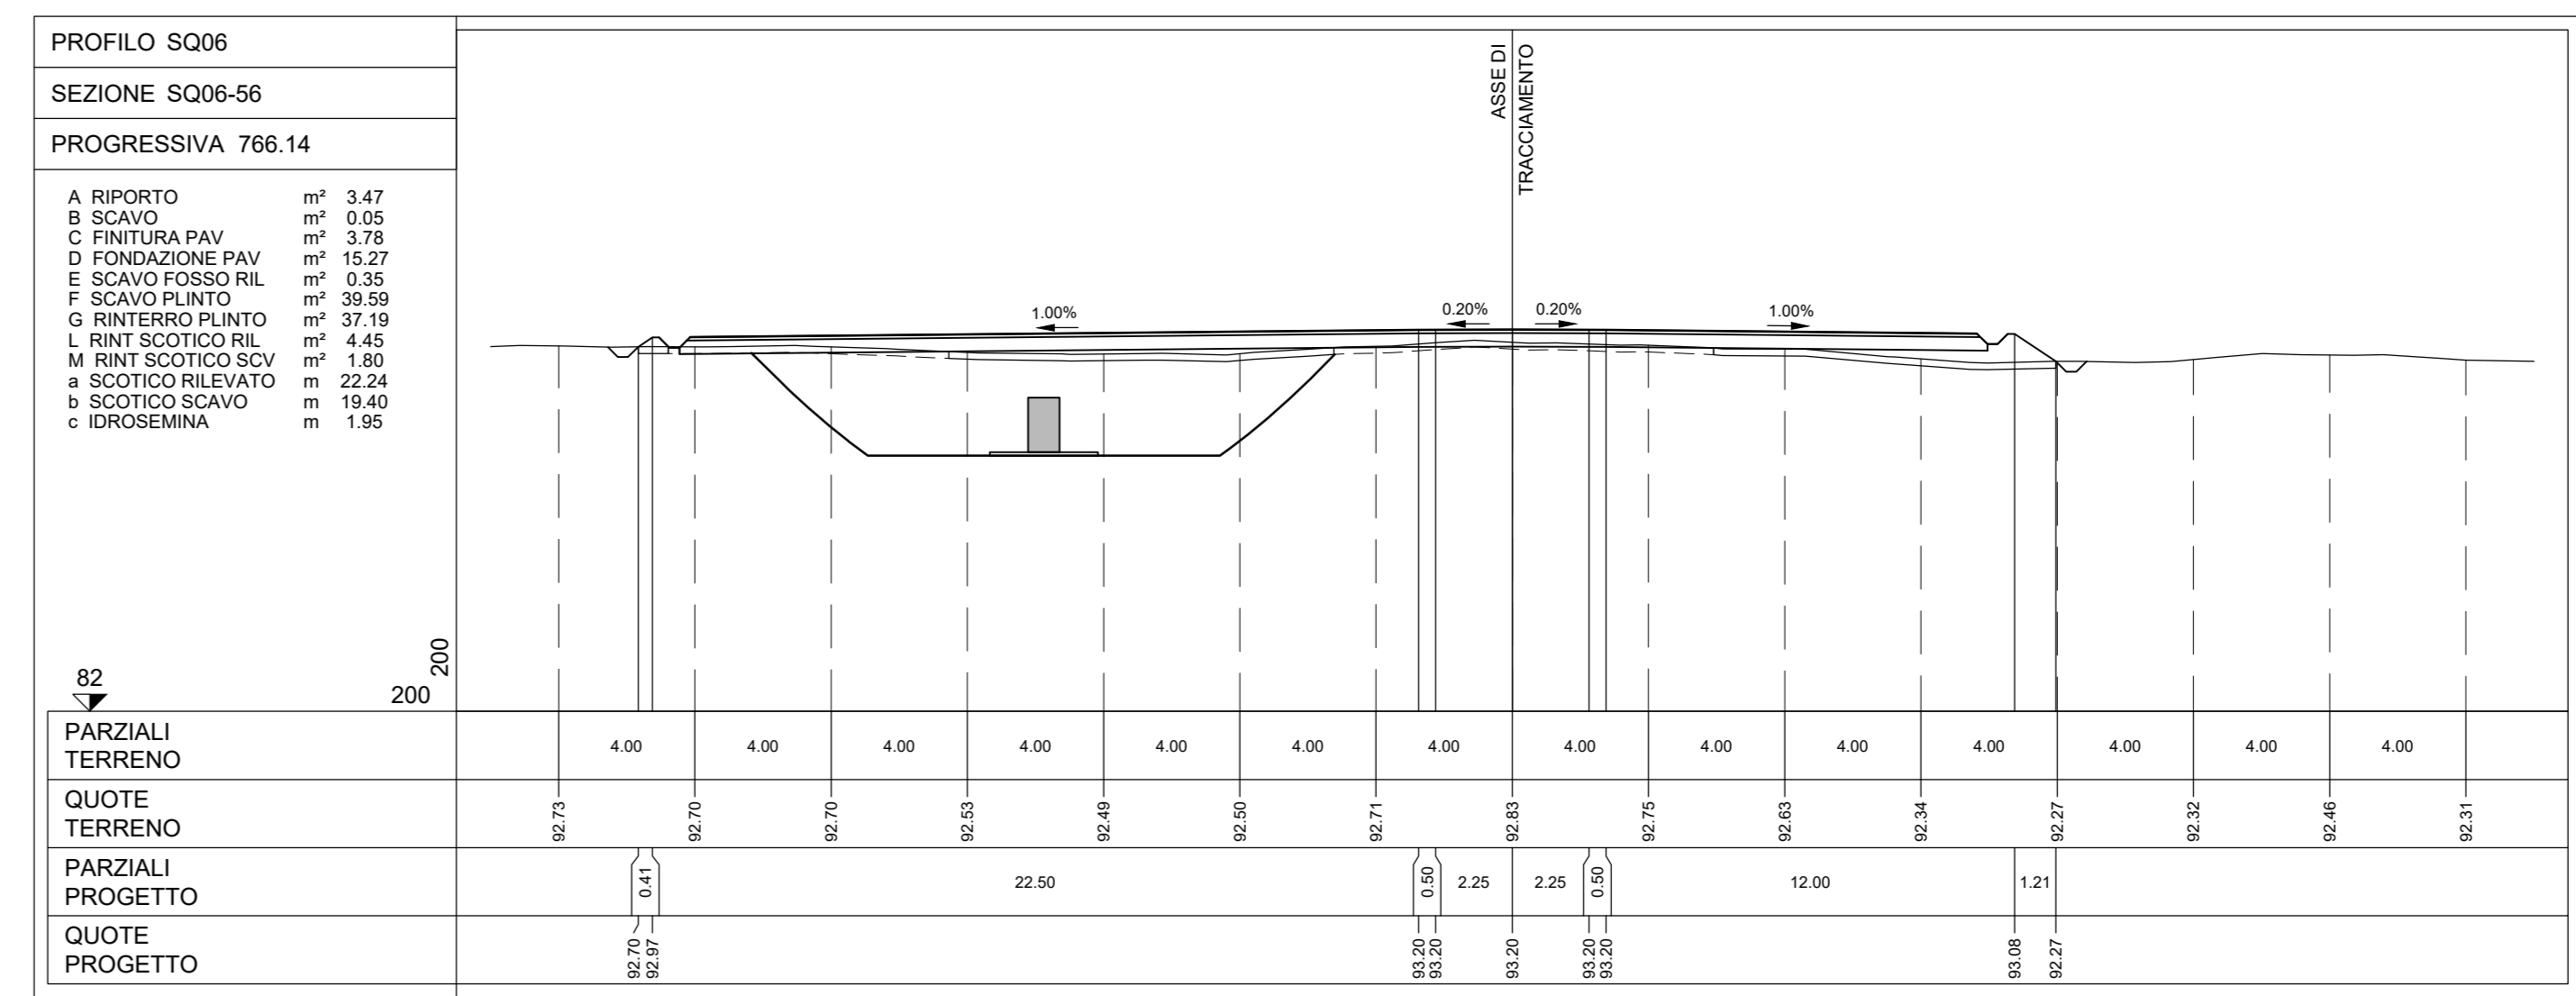 PROFILO SQ06
SEZIONE SQ06-56
PROGRESSIVA 766.14
A RIPORTO m² 3.47
B SCAVO m² 0.05
C FINITURA PAV m² 3.78
D FONDAZIONE PAV m² 15.27
E SCAVO FOSSO RIL m² 0.35
F SCAVO PLINTO m² 39.59
G RINTERRO PLINTO m² 37.19
L RINT SCOTICO RIL m² 4.45
M RINT SCOTICO SCV m² 1.80
a SCOTICO RILEVATO m 22.24
b SCOTICO SCAVO m 19.40
c IDROSEMINA m 1.95
ASSE DI
TRACCIAMENTO
1.00% 0.20% 0.20% 1.00%
82
200
200
PARZIALI
TERRENO
4.00 4.00 4.00 4.00 4.00 4.00 4.00 4.00 4.00 4.00 4.00 4.00 4.00 4.00
QUOTE
TERRENO
92.73 92.70 92.70 92.53 92.49 92.50 92.71 92.83 92.75 92.63 92.34 92.27 92.32 92.46 92.31
PARZIALI
PROGETTO
0.41 22.50 0.50 2.25 2.25 0.50 12.00 1.21
QUOTE
PROGETTO
92.70 92.97 93.20 93.20 93.20 93.20 93.20 93.08 92.27